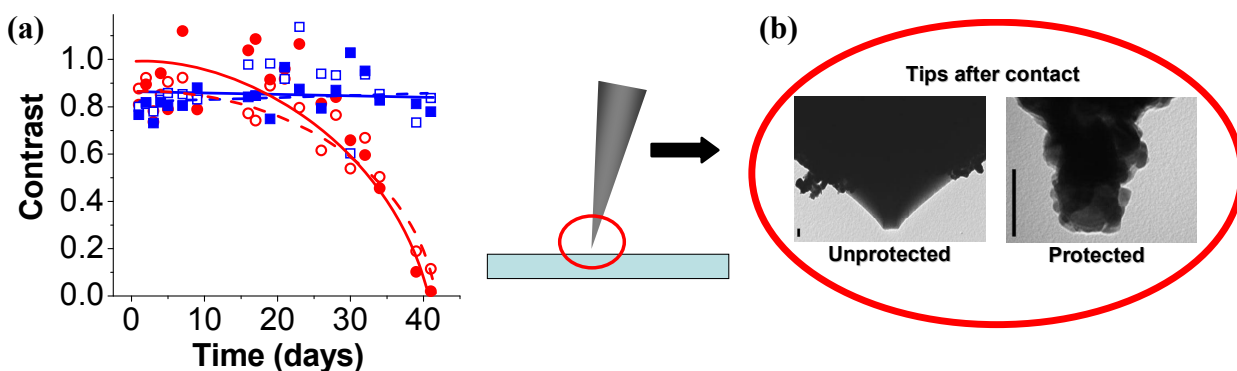 (a)
1.0
0.8
0.6
0.4
0.2
0.0
Contrast
0 10 20 30 40
Time (days)
(b)
Tips after contact
Unprotected Protected